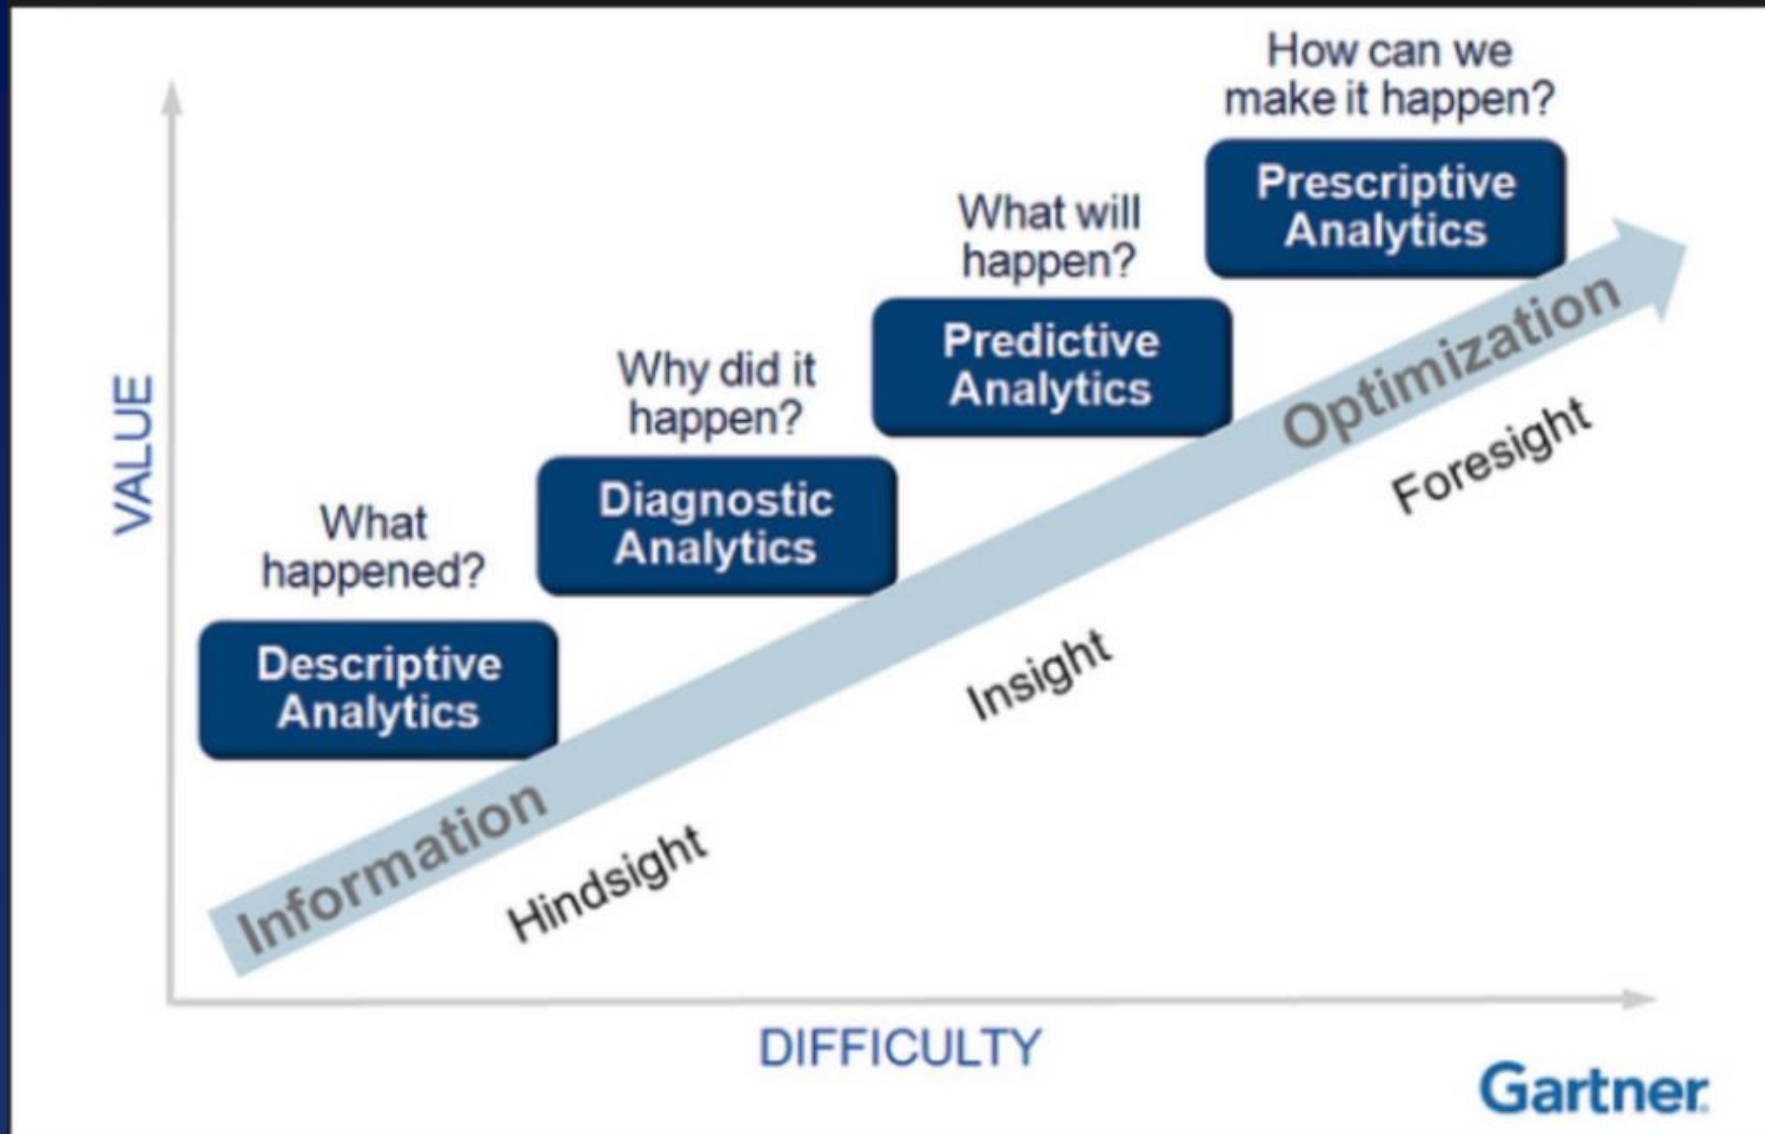 How can we
make it happen?
Prescriptive
Analytics
What will
happen?
Predictive
Analytics
Why did it
happen?
Diagnostic
Analytics
What
happened?
Descriptive
Analytics
VALUE
Information
Optimization
Hindsight
Insight
Foresight
DIFFICULTY
Gartner